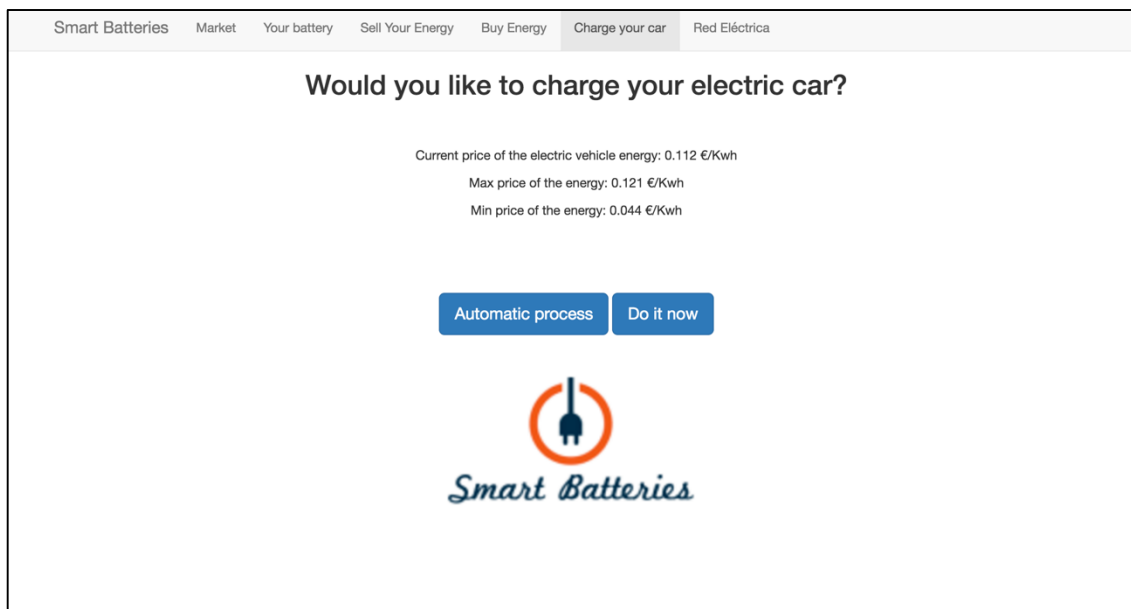 Smart Batteries Market Your battery Sell Your Energy Buy Energy Charge your car Red Eléctrica
Would you like to charge your electric car?
Current price of the electric vehicle energy: 0.112 €/Kwh
Max price of the energy: 0.121 €/Kwh
Min price of the energy: 0.044 €/Kwh
Automatic process Do it now
Smart Batteries